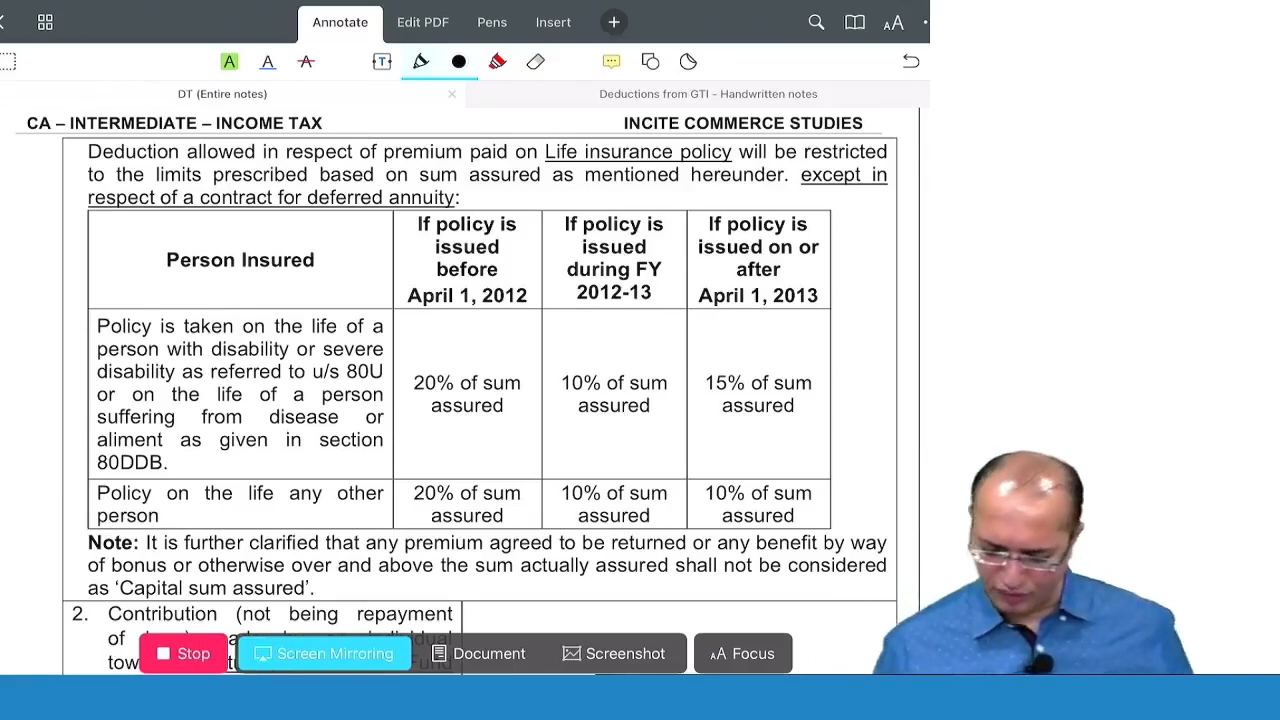 Annotate Edit PDF Pens Insert
AA
A A A T
DT (Entire notes) Deductions from GTI - Handwritten notes
CA – INTERMEDIATE – INCOME TAX INCITE COMMERCE STUDIES
Deduction allowed in respect of premium paid on Life insurance policy will be restricted
to the limits prescribed based on sum assured as mentioned hereunder. except in
respect of a contract for deferred annuity:
Person Insured
If policy is
issued
before
April 1, 2012
If policy is
issued
during FY
2012-13
If policy is
issued on or
after
April 1, 2013
Policy is taken on the life of a
person with disability or severe
disability as referred to u/s 80U
or on the life of a person
suffering from disease or
aliment as given in section
80DDB.
20% of sum
assured
10% of sum
assured
15% of sum
assured
Policy on the life any other
person
20% of sum
assured
10% of sum
assured
10% of sum
assured
Note: It is further clarified that any premium agreed to be returned or any benefit by way
of bonus or otherwise over and above the sum actually assured shall not be considered
as ‘Capital sum assured’.
2. Contribution (not being repayment
of
Stop Screen Mirroring Document Screenshot AA Focus